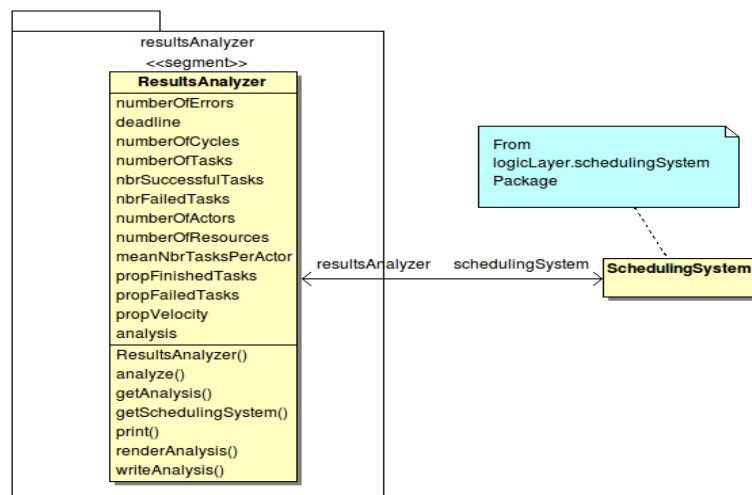 resultsAnalyzer
<<segment>>
ResultsAnalyzer
numberOfErrors
deadline
numberOfCycles
numberOfTasks
nbrSuccessfulTasks
nbrFailedTasks
numberOfActors
numberOfResources
meanNbrTasksPerActor
propFinishedTasks
propFailedTasks
propVelocity
analysis
ResultsAnalyzer()
analyze()
getAnalysis()
getSchedulingSystem()
print()
renderAnalysis()
writeAnalysis()
resultsAnalyzer schedulingSystem
From
logicLayer.schedulingSystem
Package
SchedulingSystem